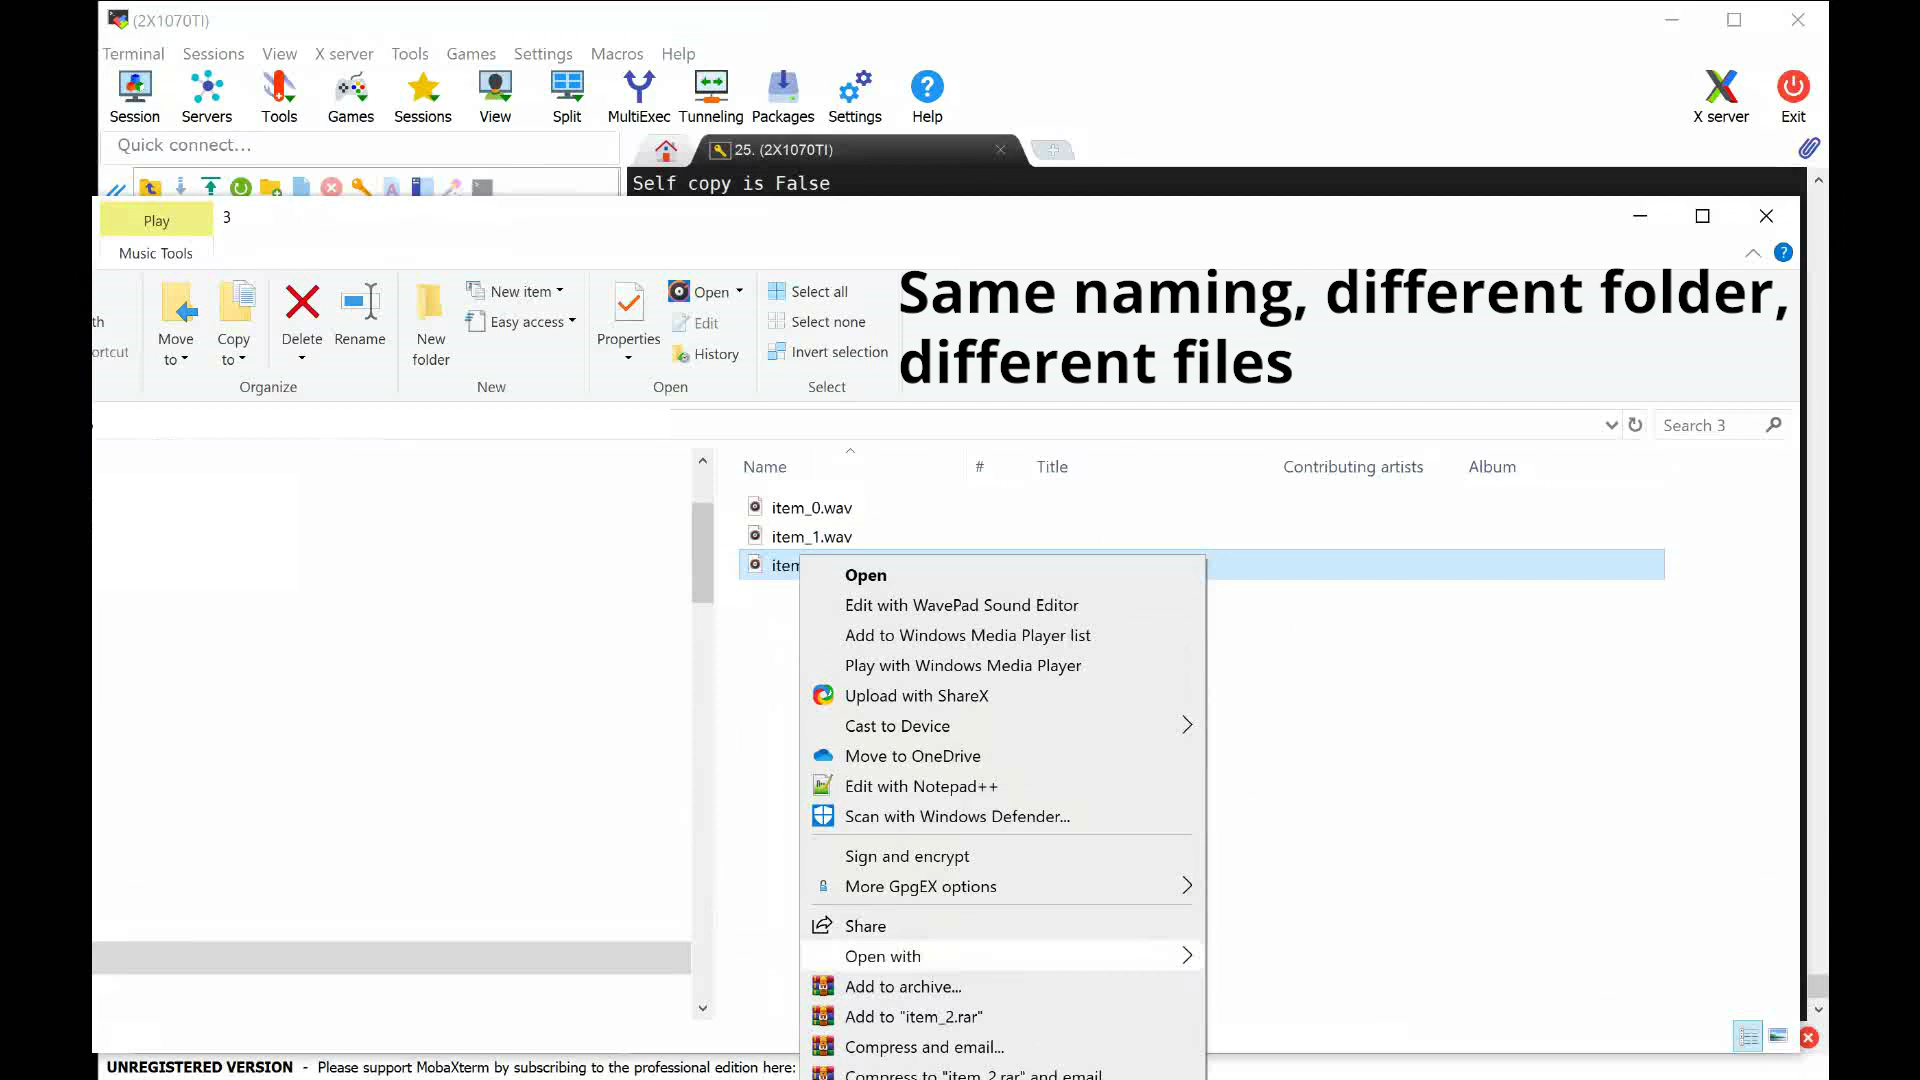 (2X1070TI)
Terminal Sessions View X server Tools Games Settings Macros Help
Session Servers Tools Games Sessions View Split MultiExec Tunneling Packages Settings Help X server Exit
Quick connect...
25. (2X1070TI)
Self copy is False
Play 3
Music Tools
Same naming, different folder,
different files
New item
Open
Select all
Easy access
Edit
Select none
th
ortcut
Move to
Copy to
Delete
Rename
New folder
Properties
History
Invert selection
Organize New Open Select
Search 3
Name # Title Contributing artists Album
item_0.wav
item_1.wav
item
Open
Edit with WavePad Sound Editor
Add to Windows Media Player list
Play with Windows Media Player
Upload with ShareX
Cast to Device
Move to OneDrive
Edit with Notepad++
Scan with Windows Defender...
Sign and encrypt
More GpgEX options
Share
Open with
Add to archive...
Add to "item_2.rar"
Compress and email...
Compress to "item_2.rar" and email
UNREGISTERED VERSION - Please support MobaXterm by subscribing to the professional edition here: